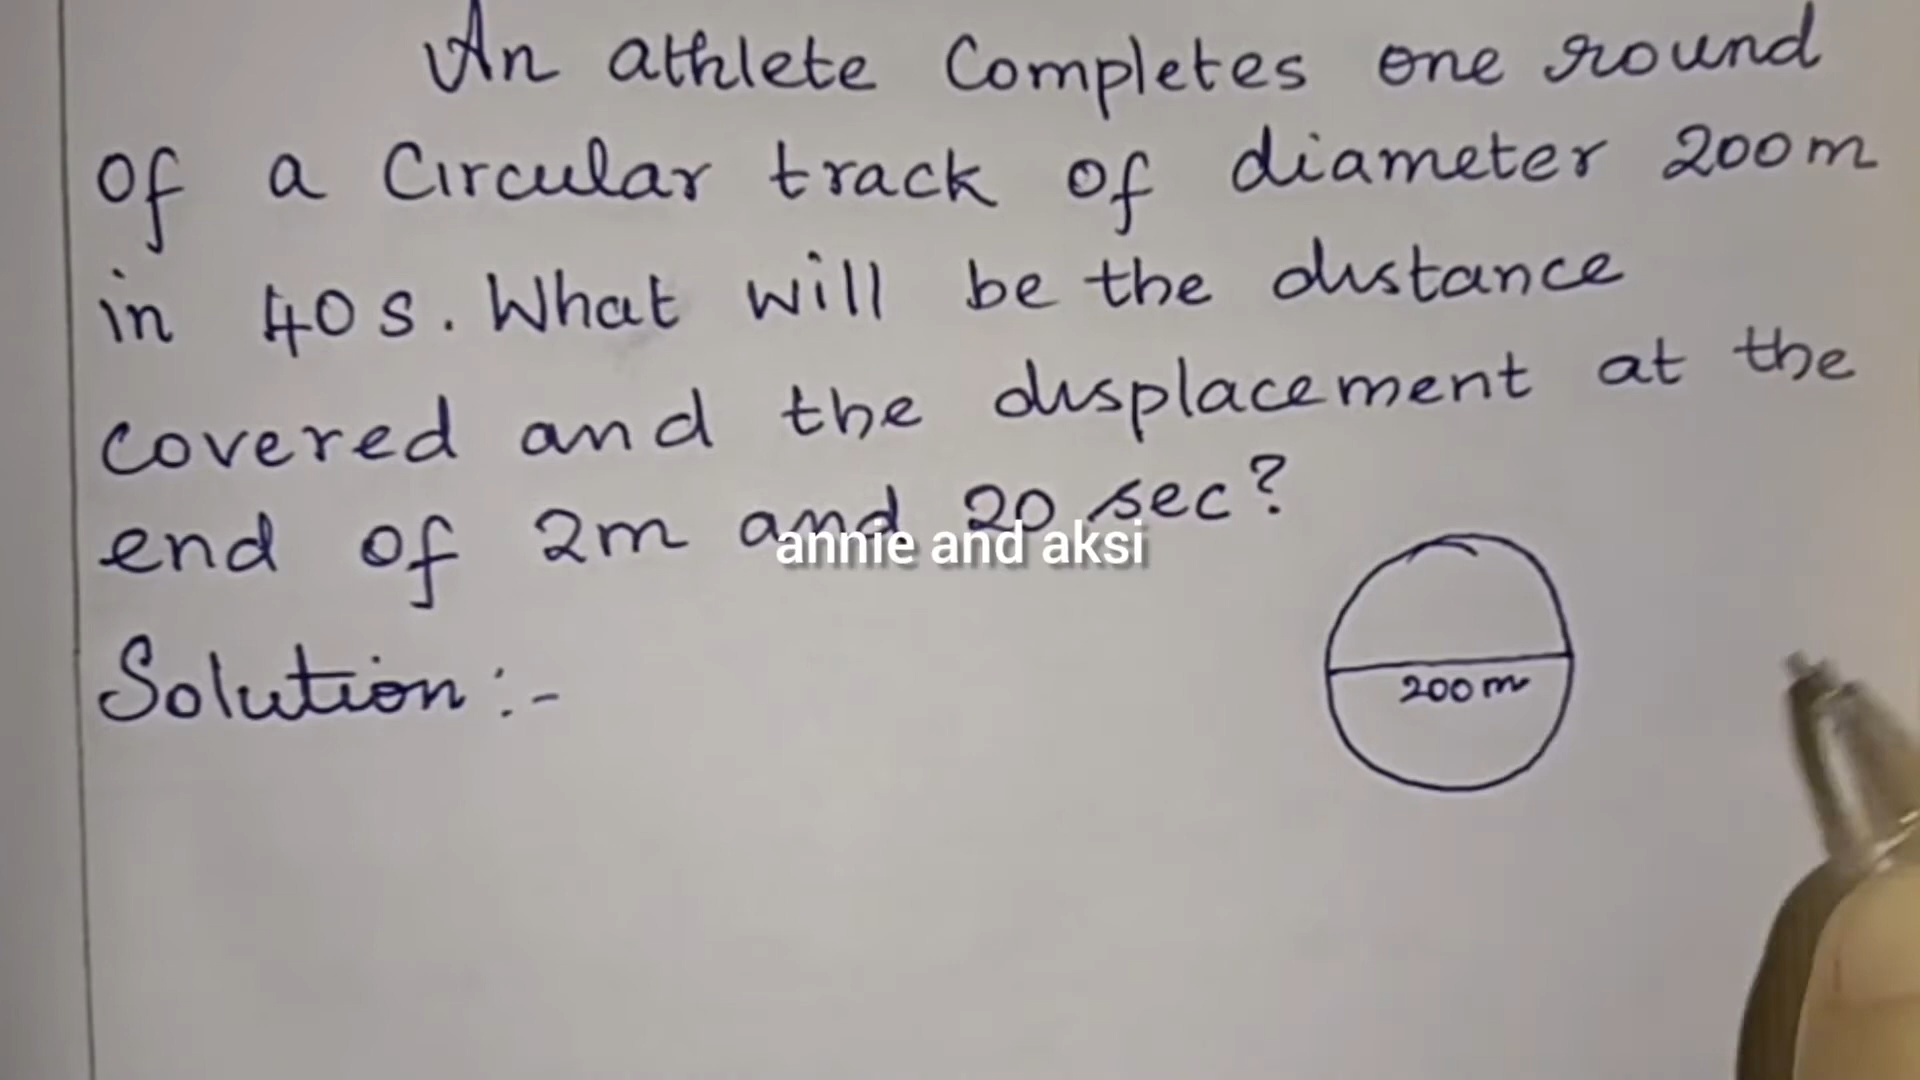 An athlete Completes one round
of a Circular track of diameter 200m
in 40s. What will be the distance
covered and the displacement at the
end of 2m and 20 sec?
annie and aksi
Solution :-
200m